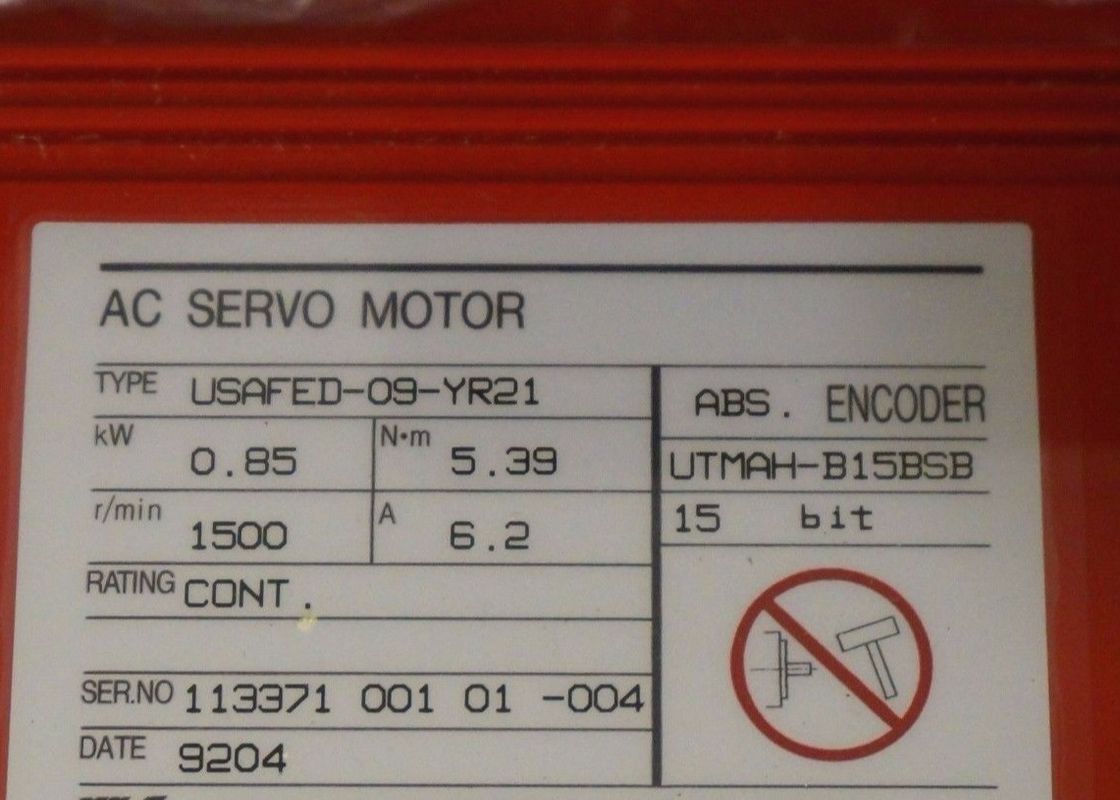 AC SERVO MOTOR
TYPE USAFED-09-YR21
ABS. ENCODER
kW 0.85 N•m 5.39
UTMAH-B15BSB
r/min 1500 A 6.2
15 bit
RATING CONT.
SER.NO 113371 001 01 -004
DATE 9204